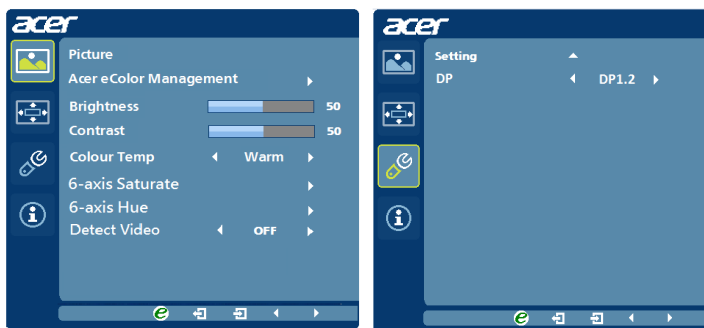 acer
Picture
Acer eColor Management
Brightness 50
Contrast 50
Colour Temp Warm
6-axis Saturate
6-axis Hue
Detect Video OFF
e
acer
Setting
DP DP1.2
e